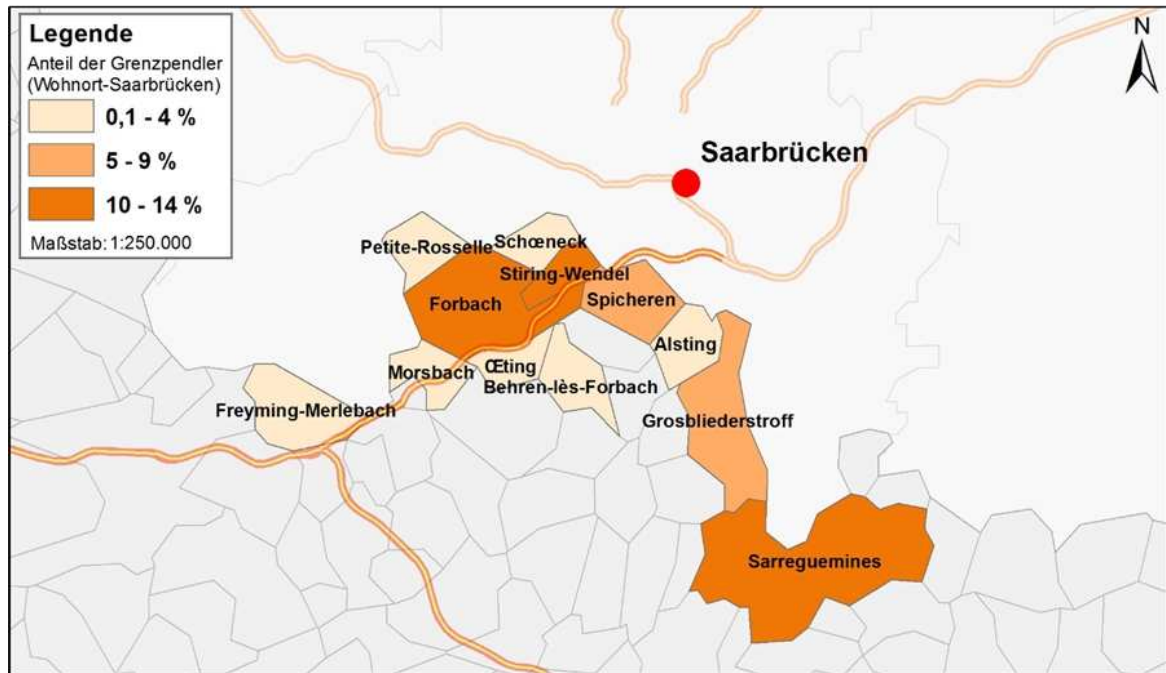 Legende
Anteil der Grenzpendler
(Wohnort-Saarbrücken)
0,1 - 4 %
5 - 9 %
10 - 14 %
Maßstab: 1:250.000
N
Saarbrücken
Petite-Rosselle
Schœneck
Stiring-Wendel
Forbach
Spicheren
Alsting
Morsbach
Œting
Behren-lès-Forbach
Freyming-Merlebach
Grosbliederstroff
Sarreguemines